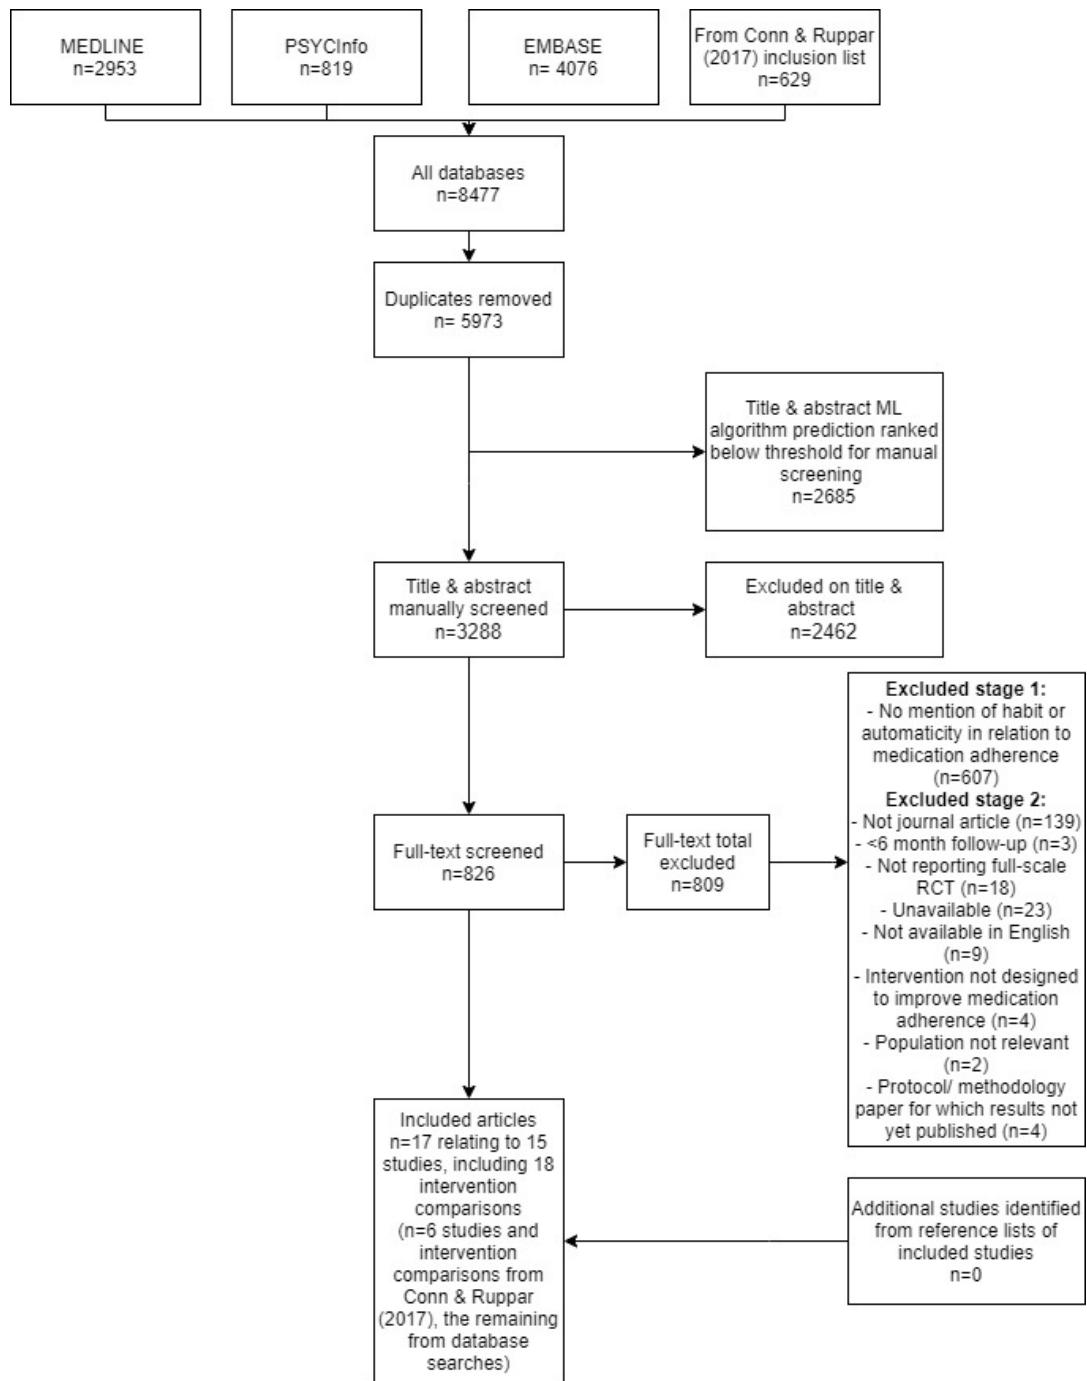 MEDLINE
n=2953
PSYCInfo
n=819
EMBASE
n= 4076
From Conn & Ruppar
(2017) inclusion list
n=629
All databases
n=8477
Duplicates removed
n= 5973
Title & abstract ML
algorithm prediction ranked
below threshold for manual
screening
n=2685
Title & abstract
manually screened
n=3288
Excluded on title &
abstract
n=2462
Full-text screened
n=826
Full-text total
excluded
n=809
Excluded stage 1:
- No mention of habit or
automaticity in relation to
medication adherence
(n=607)
Excluded stage 2:
- Not journal article (n=139)
- <6 month follow-up (n=3)
- Not reporting full-scale
RCT (n=18)
- Unavailable (n=23)
- Not available in English
(n=9)
- Intervention not designed
to improve medication
adherence (n=4)
- Population not relevant
(n=2)
- Protocol/ methodology
paper for which results not
yet published (n=4)
Included articles
n=17 relating to 15
studies, including 18
intervention
comparisons
(n=6 studies and
intervention
comparisons from
Conn & Ruppar
(2017), the remaining
from database
searches)
Additional studies identified
from reference lists of
included studies
n=0